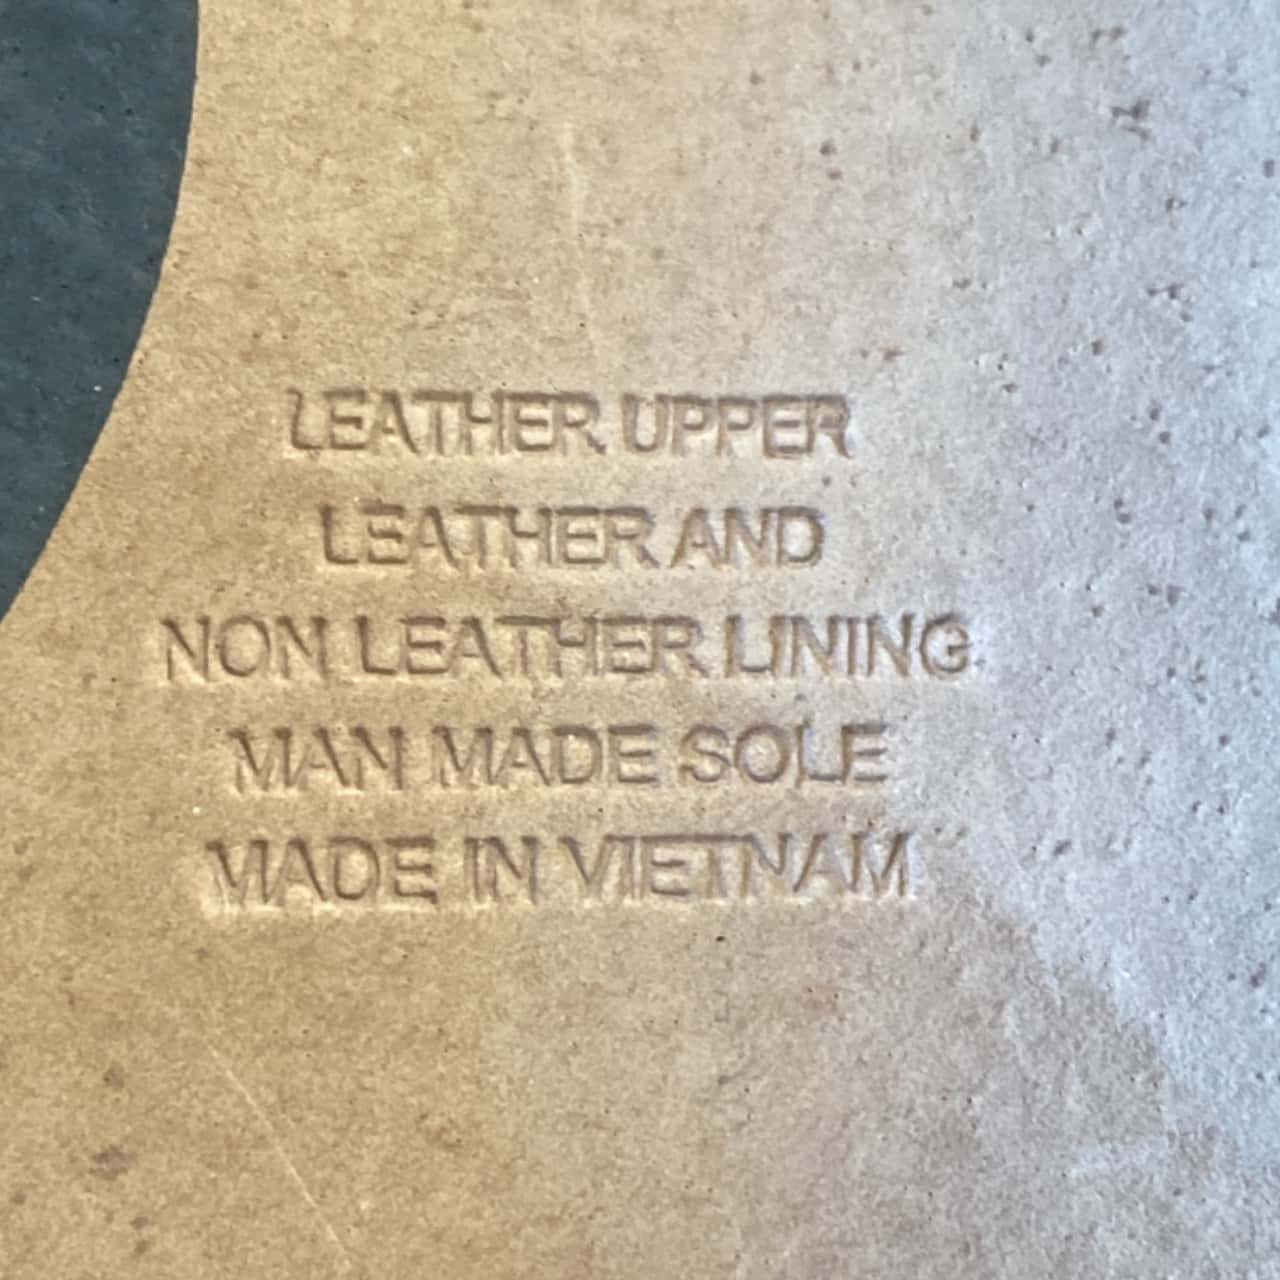 LEATHER UPPER
LEATHER AND
NON LEATHER LINING
MAN MADE SOLE
MADE IN VIETNAM